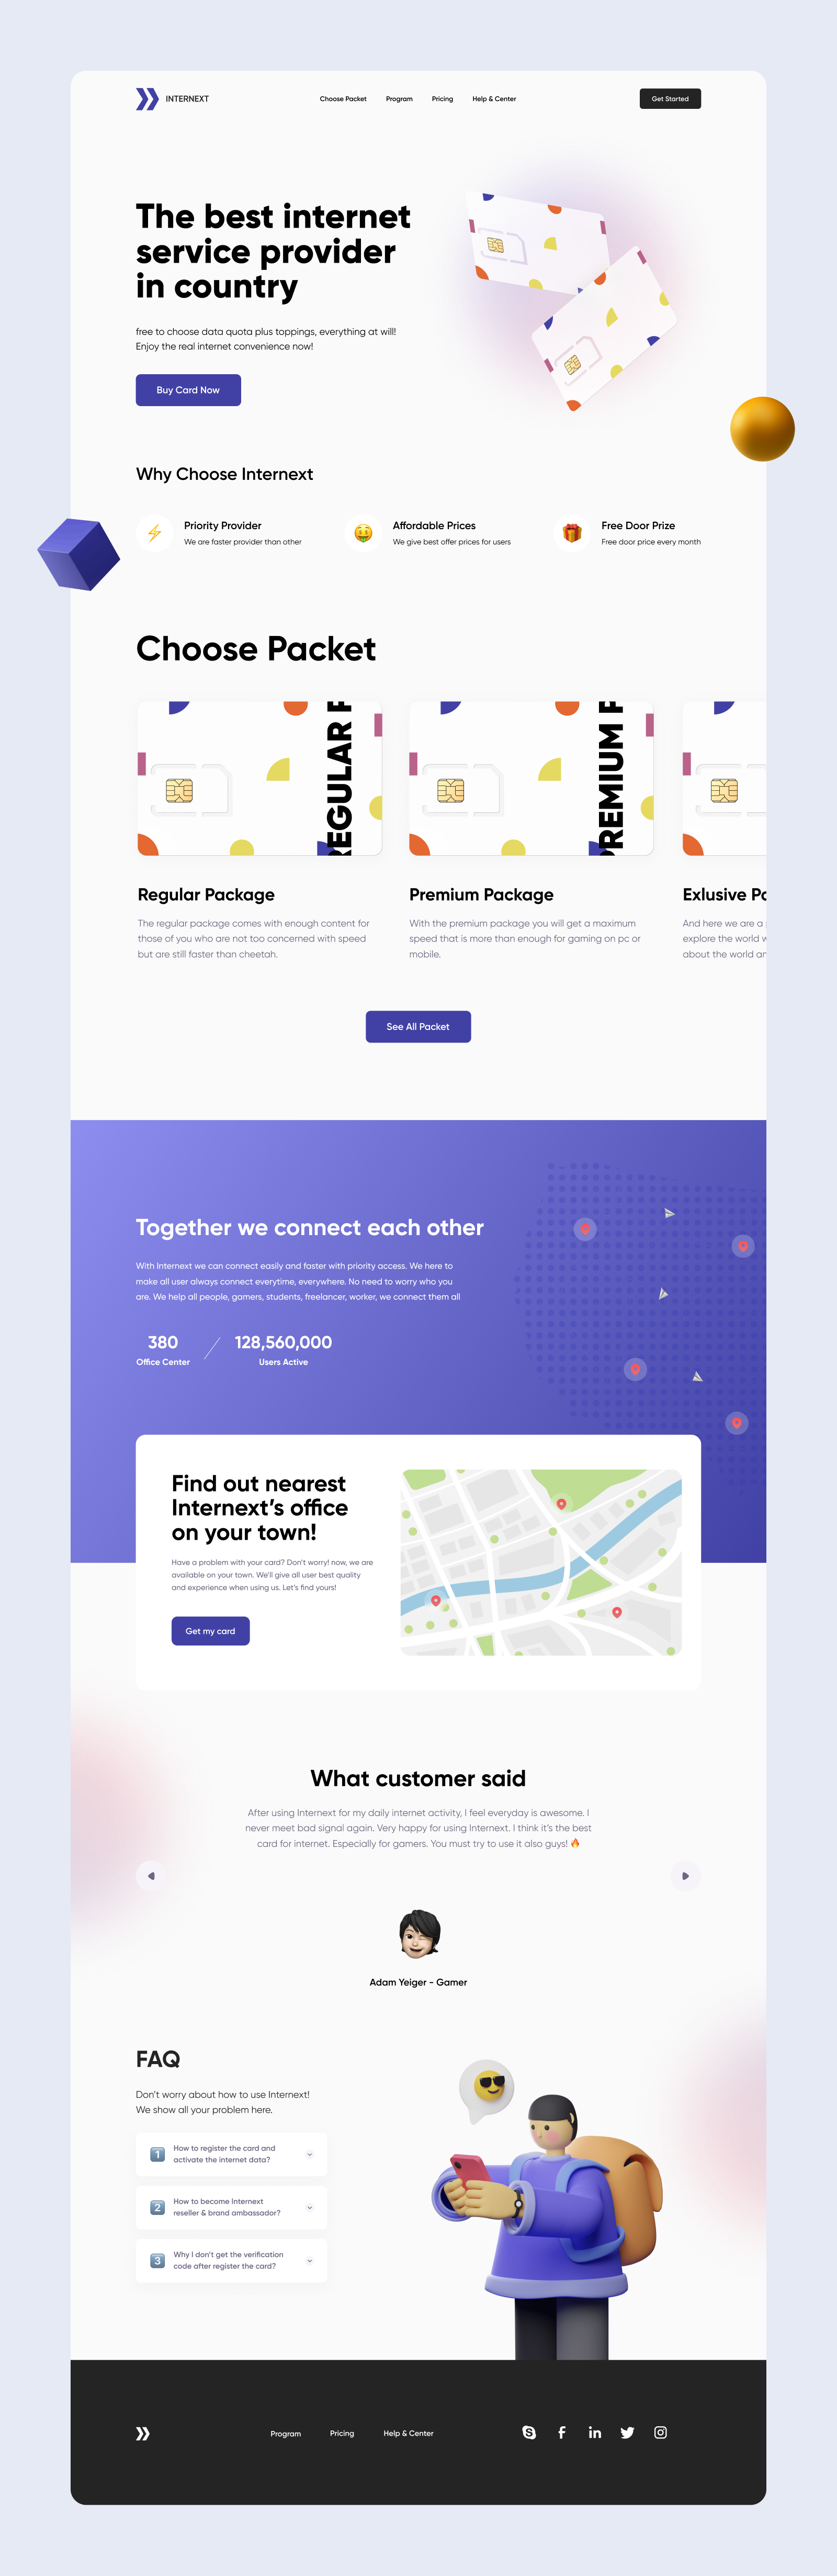 INTERNEXT
Choose Packet
Program
Pricing
Help & Center
Get Started
The best internet
service provider
in country
free to choose data quota plus toppings, everything at will!
Enjoy the real internet convenience now!
Buy Card Now
Why Choose Internext
Priority Provider
We are faster provider than other
Affordable Prices
We give best offer prices for users
Free Door Prize
Free door price every month
Choose Packet
REGULAR
PREMIUM
Regular Package
The regular package comes with enough content for
those of you who are not too concerned with speed
but are still faster than cheetah.
Premium Package
With the premium package you will get a maximum
speed that is more than enough for gaming on pc or
mobile.
Exlusive
And here we are a
explore the world
about the world
See All Packet
Together we connect each other
With Internext we can connect easily and faster with priority access. We here to
make all user always connect everytime, everywhere. No need to worry who you
are. We help all people, gamers, students, freelancer, worker, we connect them all
380
Office Center
128,560,000
Users Active
Find out nearest
Internext’s office
on your town!
Have a problem with your card? Don’t worry! now, we are
available on your town. We’ll give all user best quality
and experience when using us. Let’s find yours!
Get my card
What customer said
After using Internext for my daily internet activity, I feel everyday is awesome. I
never meet bad signal again. Very happy for using Internext. I think it’s the best
card for internet. Especially for gamers. You must try to use it also guys! 🔥
Adam Yeiger - Gamer
FAQ
Don’t worry about how to use Internext!
We show all your problem here.
1
How to register the card and
activate the internet data?
2
How to become Internext
reseller & brand ambassador?
3
Why I don’t get the verification
code after register the card?
Program
Pricing
Help & Center